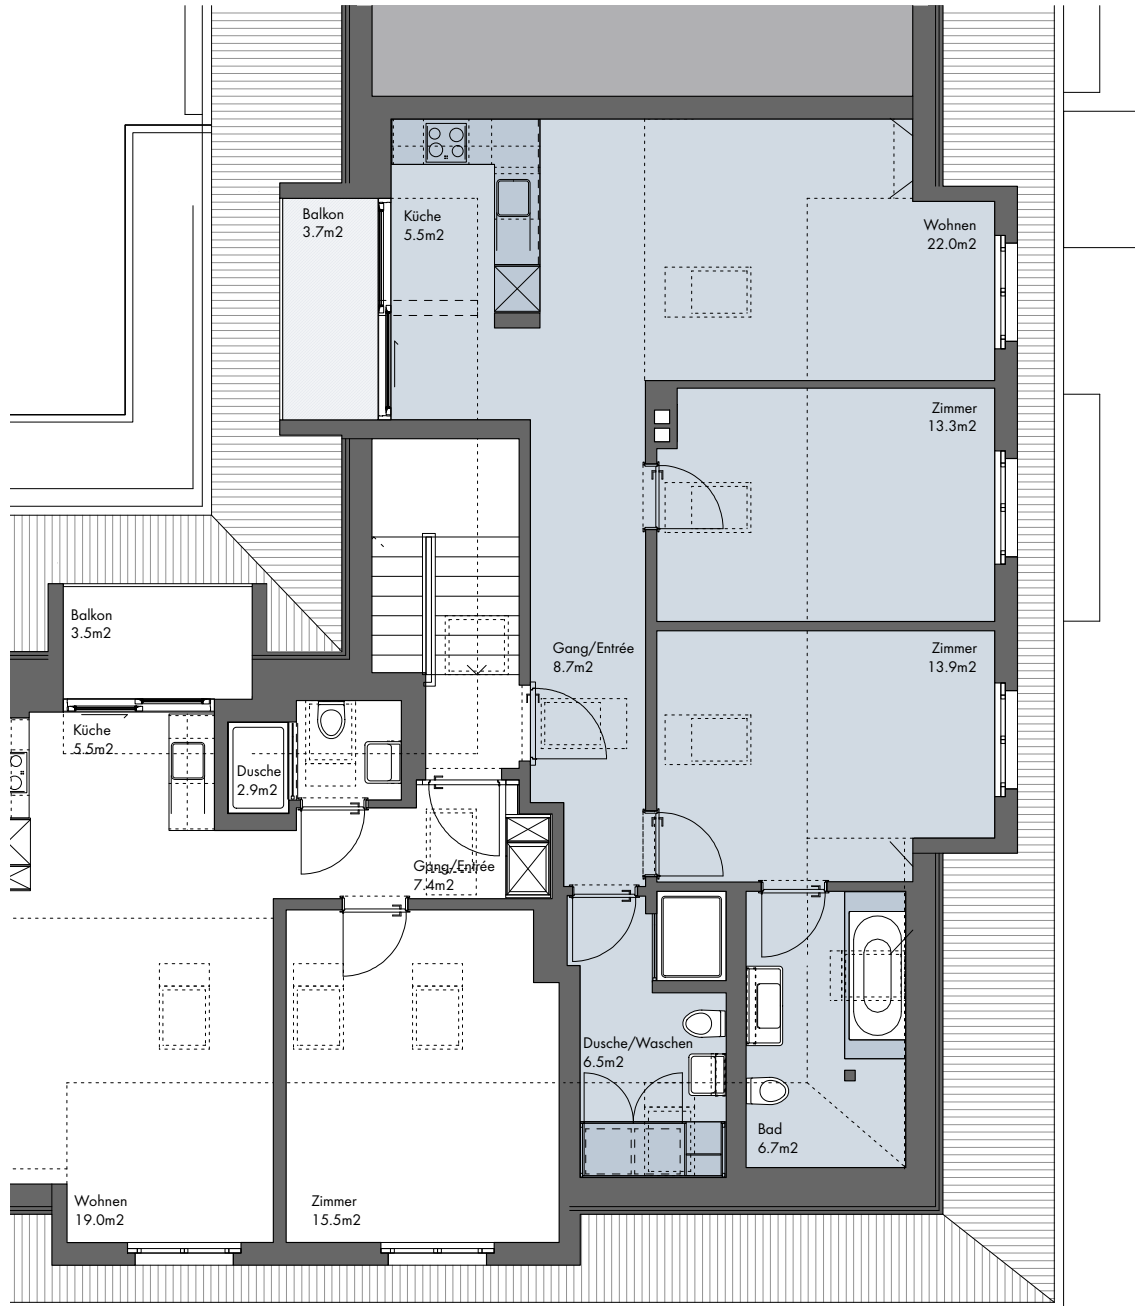 Balkon
3.7m2
Küche
5.5m2
Wohnen
22.0m2
Zimmer
13.3m2
Balkon
3.5m2
Gang/Entrée
8.7m2
Zimmer
13.9m2
Küche
5.5m2
Dusche
2.9m2
Gang/Entrée
7.4m2
Dusche/Waschen
6.5m2
Bad
6.7m2
Wohnen
19.0m2
Zimmer
15.5m2